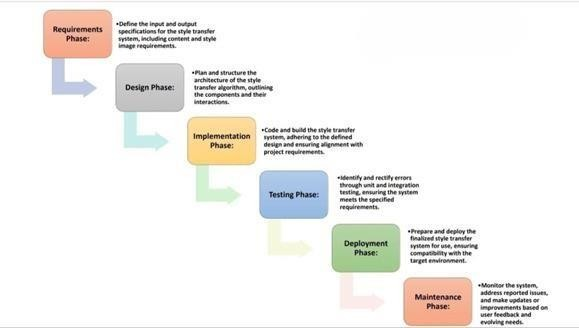 Requirements
Phase:
•Define the input and output
specifications for the style transfer
system, including content and style
image requirements.
Design Phase:
•Plan and structure the
architecture of the style
transfer algorithm, outlining
the components and their
interactions.
Implementation
Phase:
•Code and build the style transfer
system, adhering to the defined
design and ensuring alignment with
project requirements.
Testing Phase:
•Identify and rectify errors
through unit and integration
testing, ensuring the system
meets the specified
requirements.
Deployment
Phase:
•Prepare and deploy the
finalized style transfer
system for use, ensuring
compatibility with the
target environment.
Maintenance
Phase:
•Monitor the system,
address reported issues,
and make updates or
improvements based on
user feedback and
evolving needs.